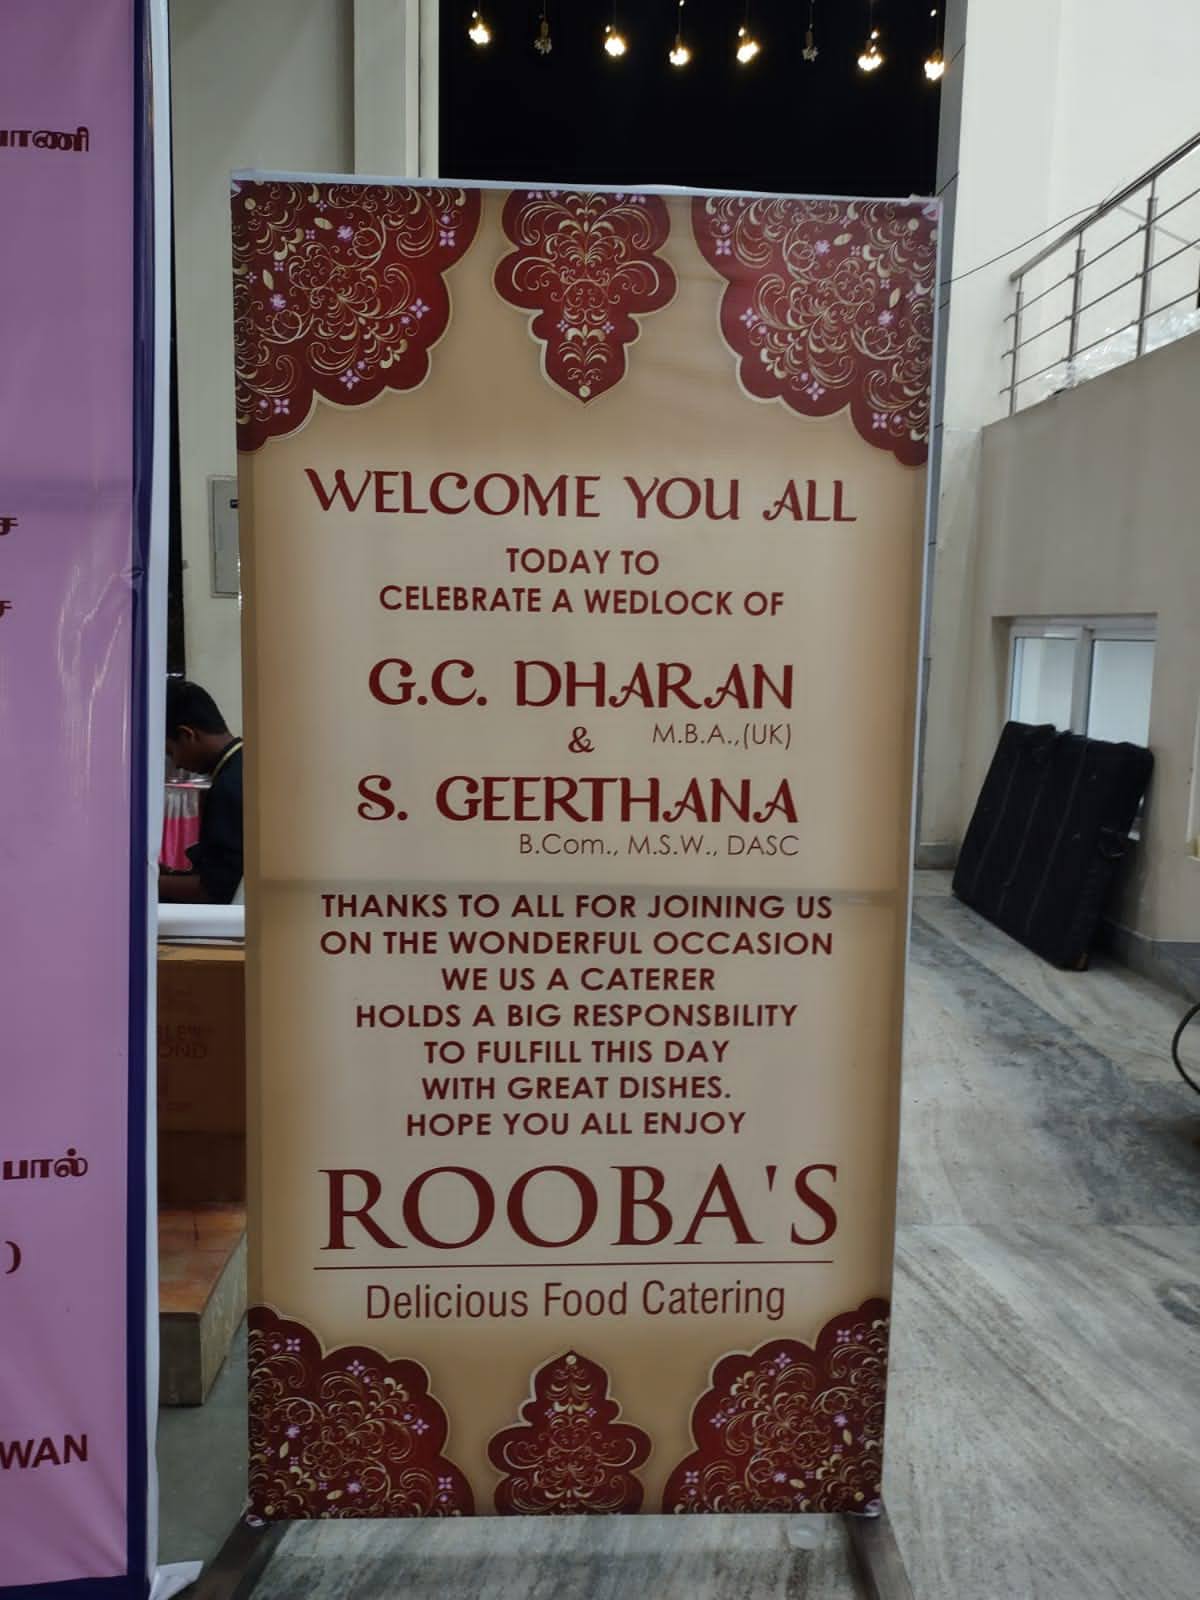 பாணி
ச
ச
பால்
)
WAN
WELCOME YOU ALL
TODAY TO
CELEBRATE A WEDLOCK OF
G.C. DHARAN
& M.B.A.,(UK)
S. GEERTHANA
B.Com., M.S.W., DASC
THANKS TO ALL FOR JOINING US
ON THE WONDERFUL OCCASION
WE US A CATERER
HOLDS A BIG RESPONSBILITY
TO FULFILL THIS DAY
WITH GREAT DISHES.
HOPE YOU ALL ENJOY
ROOBA'S
Delicious Food Catering